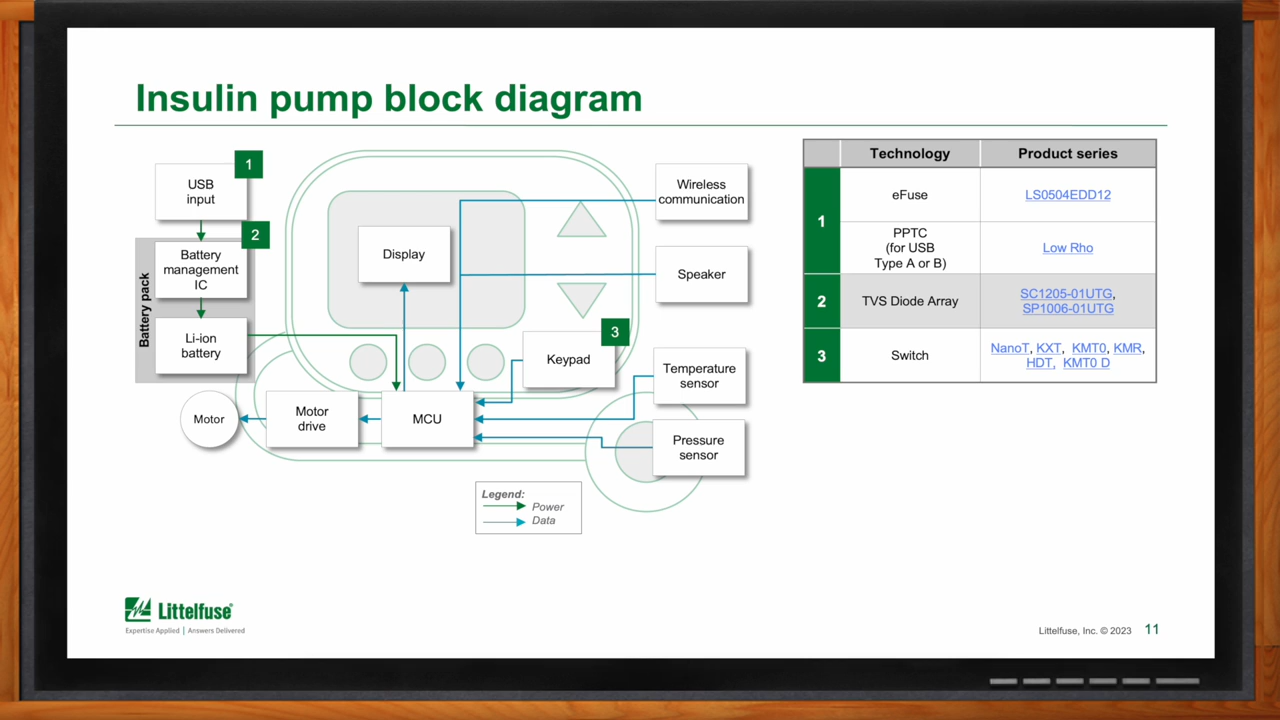 Insulin pump block diagram
1
USB
input
2
Battery
management
IC
Battery pack
Li-ion
battery
Motor
Motor
drive
MCU
Display
Keypad
3
Wireless
communication
Speaker
Temperature
sensor
Pressure
sensor
Legend:
Power
Data
Technology Product series
1
eFuse LS0504EDD12
PPTC
(for USB
Type A or B)
Low Rho
2 TVS Diode Array
SC1205-01UTG,
SP1006-01UTG
3 Switch
NanoT, KXT, KMT0, KMR,
HDT, KMT0 D
Littelfuse®
Expertise Applied | Answers Delivered
Littelfuse, Inc. © 2023 11